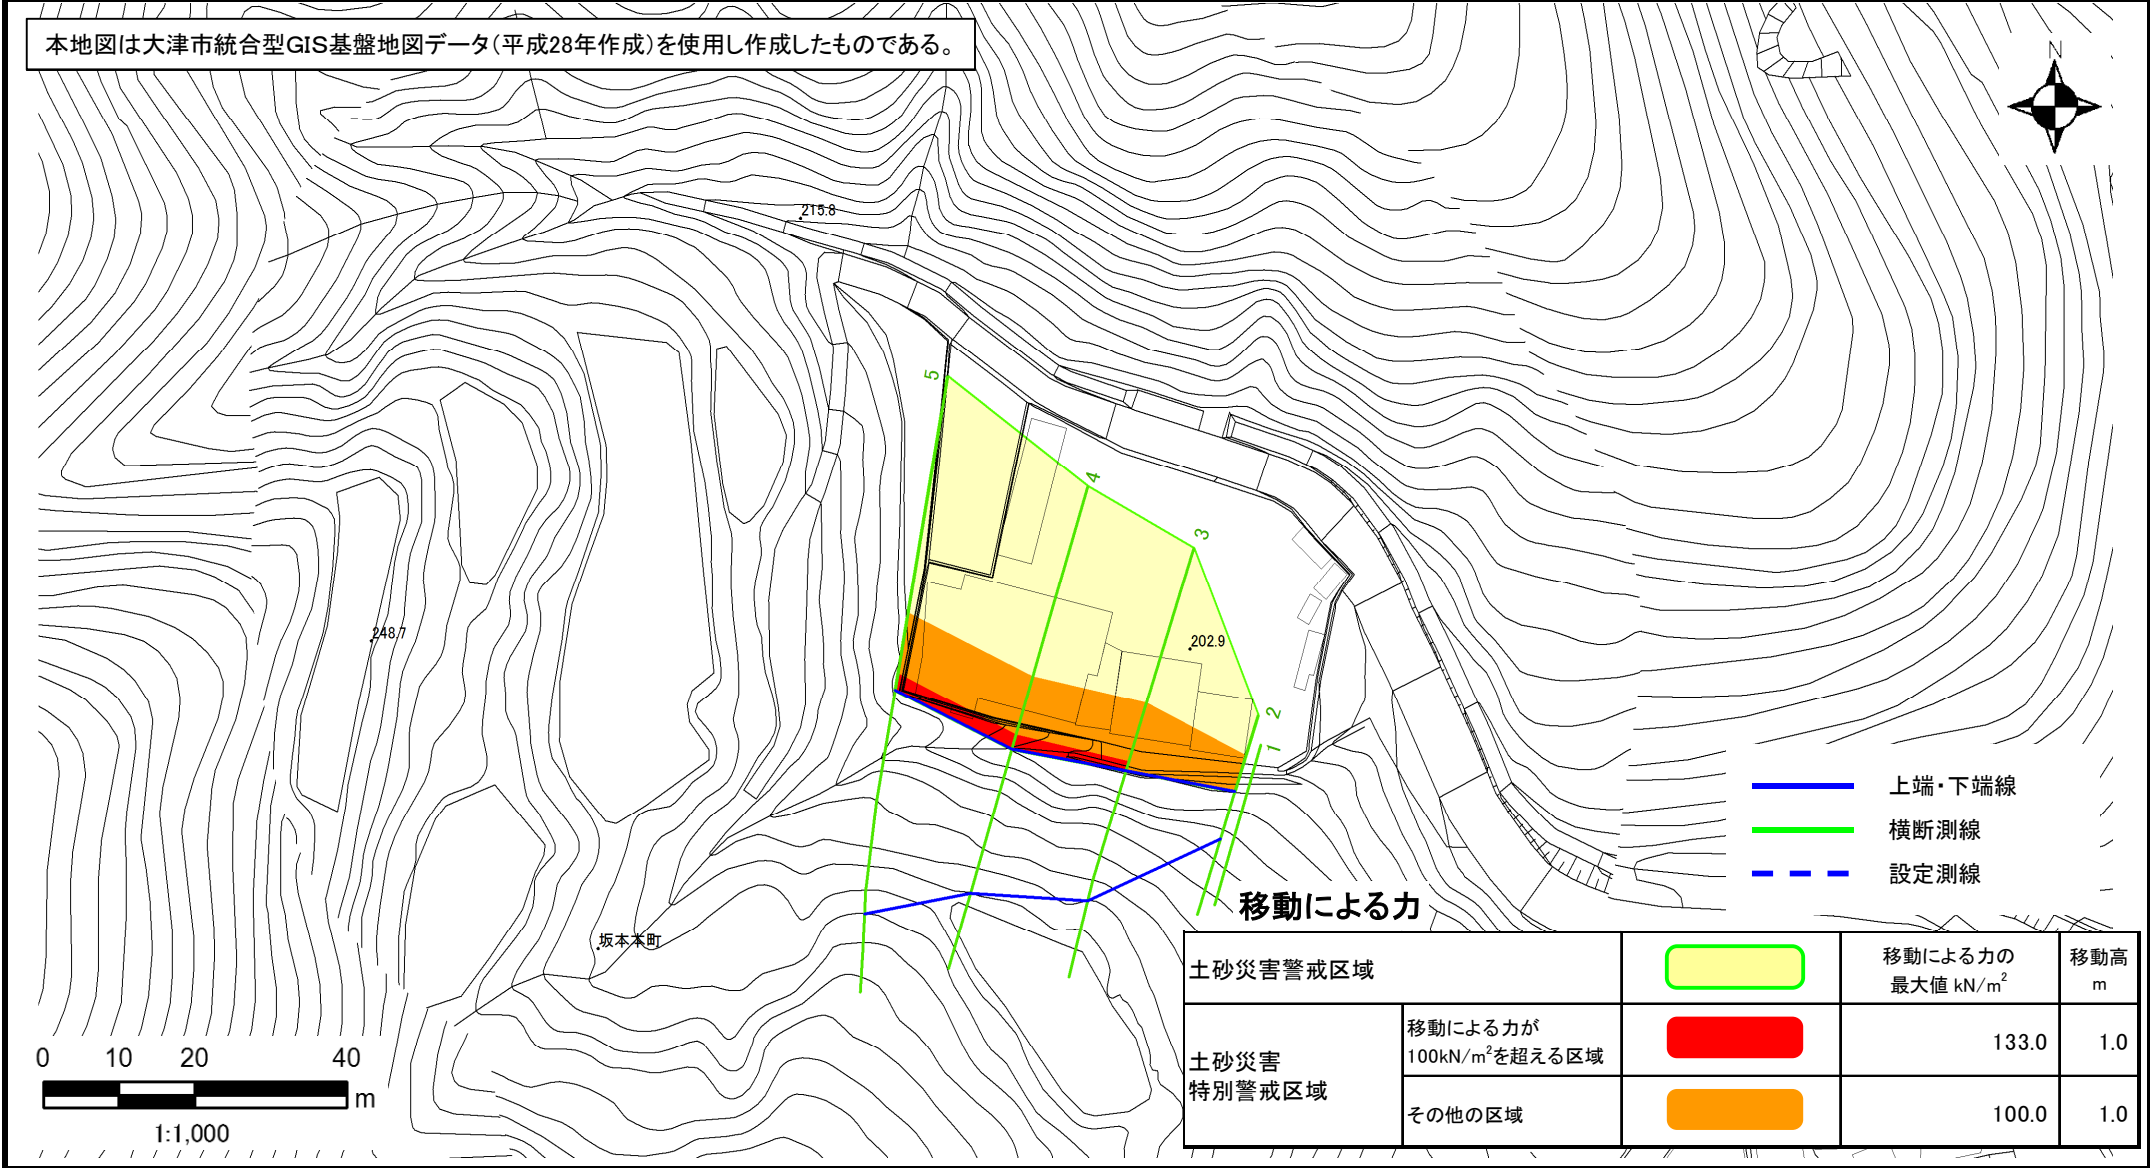 本地図は大津市統合型GIS基盤地図データ(平成28年作成)を使用し作成したものである。
N
215.8
5
4
3
202.9
248.7
2
1
上端・下端線
横断測線
設定測線
移動による力
坂本本町
土砂災害警戒区域
移動による力の
最大値 kN/m²
移動高
m
土砂災害
特別警戒区域
移動による力が
100kN/m²を超える区域
133.0
1.0
その他の区域
100.0
1.0
0 10 20 40
m
1:1,000